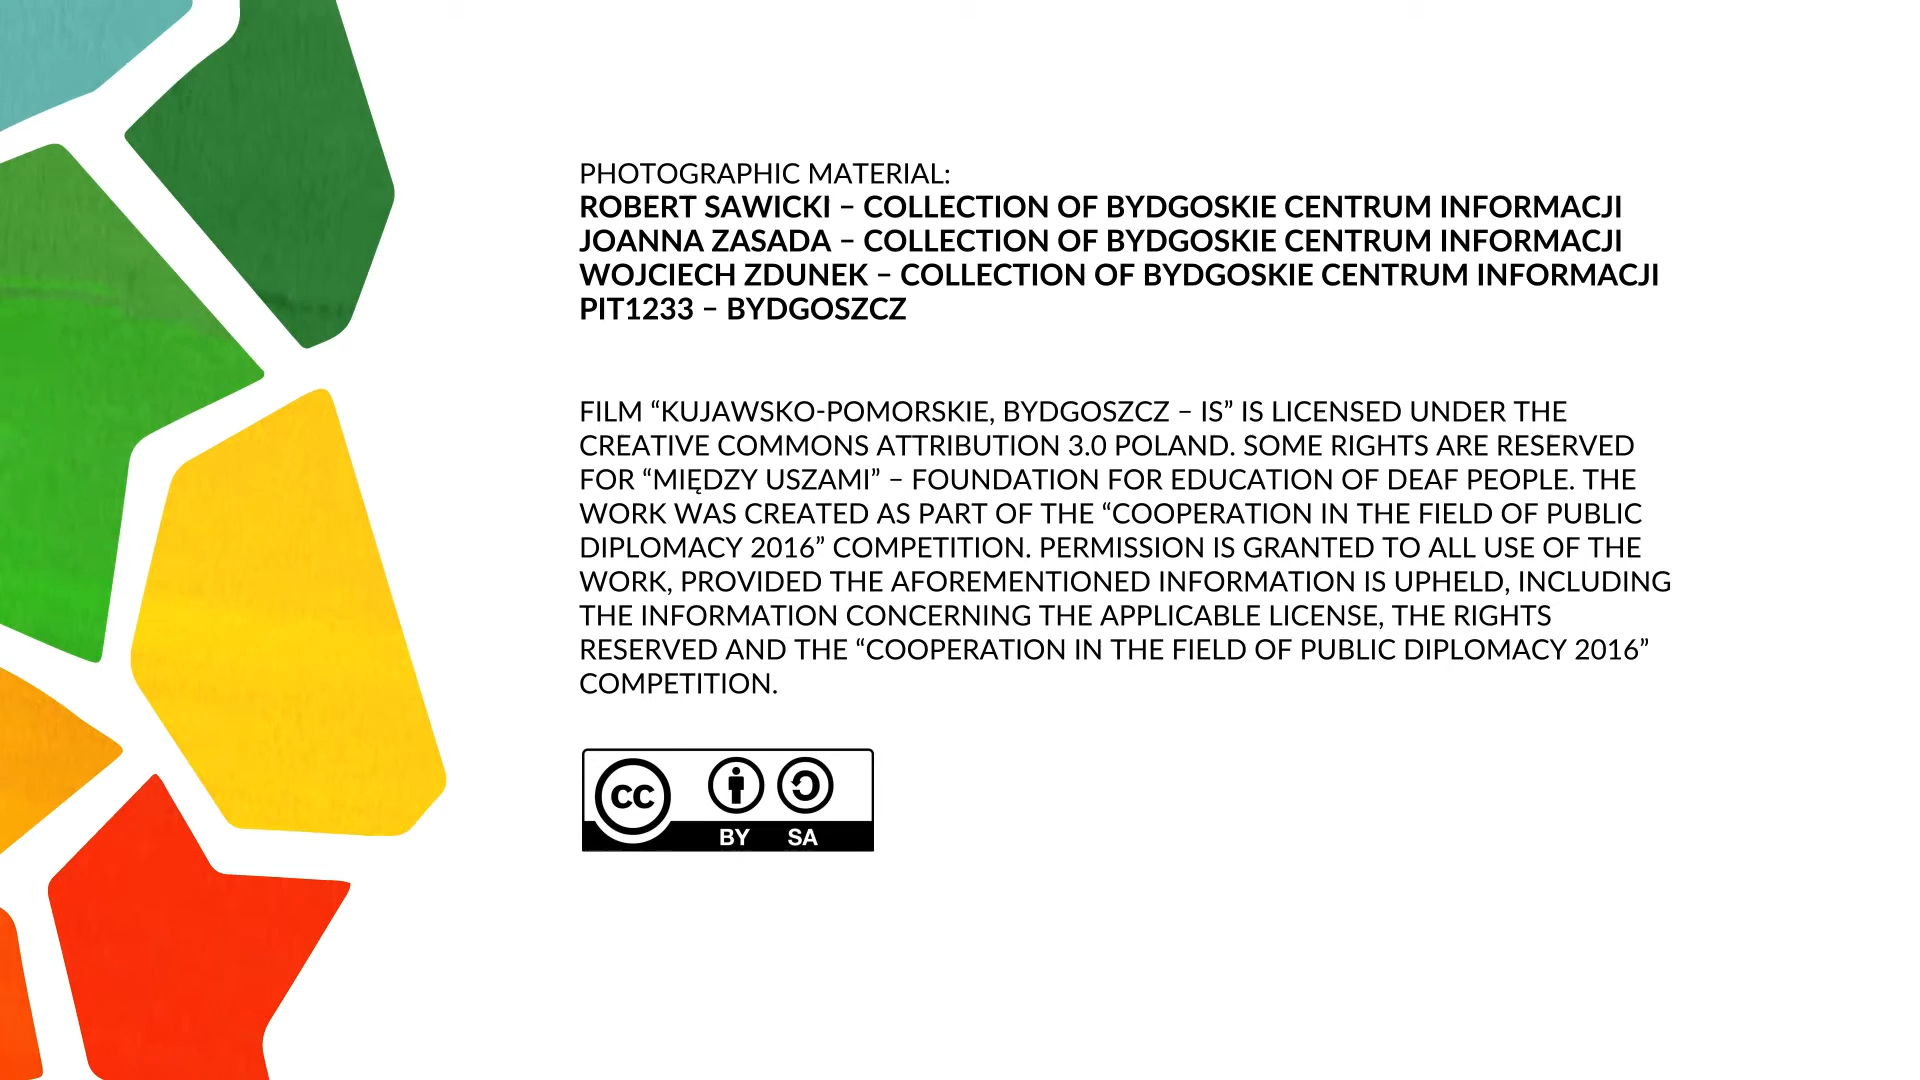 PHOTOGRAPHIC MATERIAL:
ROBERT SAWICKI – COLLECTION OF BYDGOSKIE CENTRUM INFORMACJI
JOANNA ZASADA – COLLECTION OF BYDGOSKIE CENTRUM INFORMACJI
WOJCIECH ZDUNEK – COLLECTION OF BYDGOSKIE CENTRUM INFORMACJI
PIT1233 – BYDGOSZCZ
FILM “KUJAWSKO-POMORSKIE, BYDGOSZCZ – IS” IS LICENSED UNDER THE
CREATIVE COMMONS ATTRIBUTION 3.0 POLAND. SOME RIGHTS ARE RESERVED
FOR “MIĘDZY USZAMI” – FOUNDATION FOR EDUCATION OF DEAF PEOPLE. THE
WORK WAS CREATED AS PART OF THE “COOPERATION IN THE FIELD OF PUBLIC
DIPLOMACY 2016” COMPETITION. PERMISSION IS GRANTED TO ALL USE OF THE
WORK, PROVIDED THE AFOREMENTIONED INFORMATION IS UPHELD, INCLUDING
THE INFORMATION CONCERNING THE APPLICABLE LICENSE, THE RIGHTS
RESERVED AND THE “COOPERATION IN THE FIELD OF PUBLIC DIPLOMACY 2016”
COMPETITION.
CC
BY SA